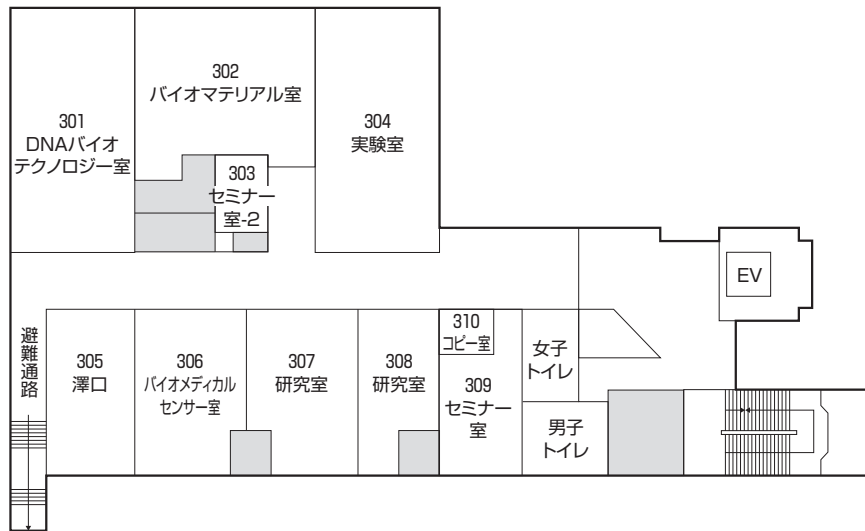 301
DNAバイオ
テクノロジー室
302
バイオマテリアル室
303
セミナー
室-2
304
実験室
EV
避難通路
305
澤口
306
バイオメディカル
センサー室
307
研究室
308
研究室
310
コピー室
309
セミナー
室
女子
トイレ
男子
トイレ